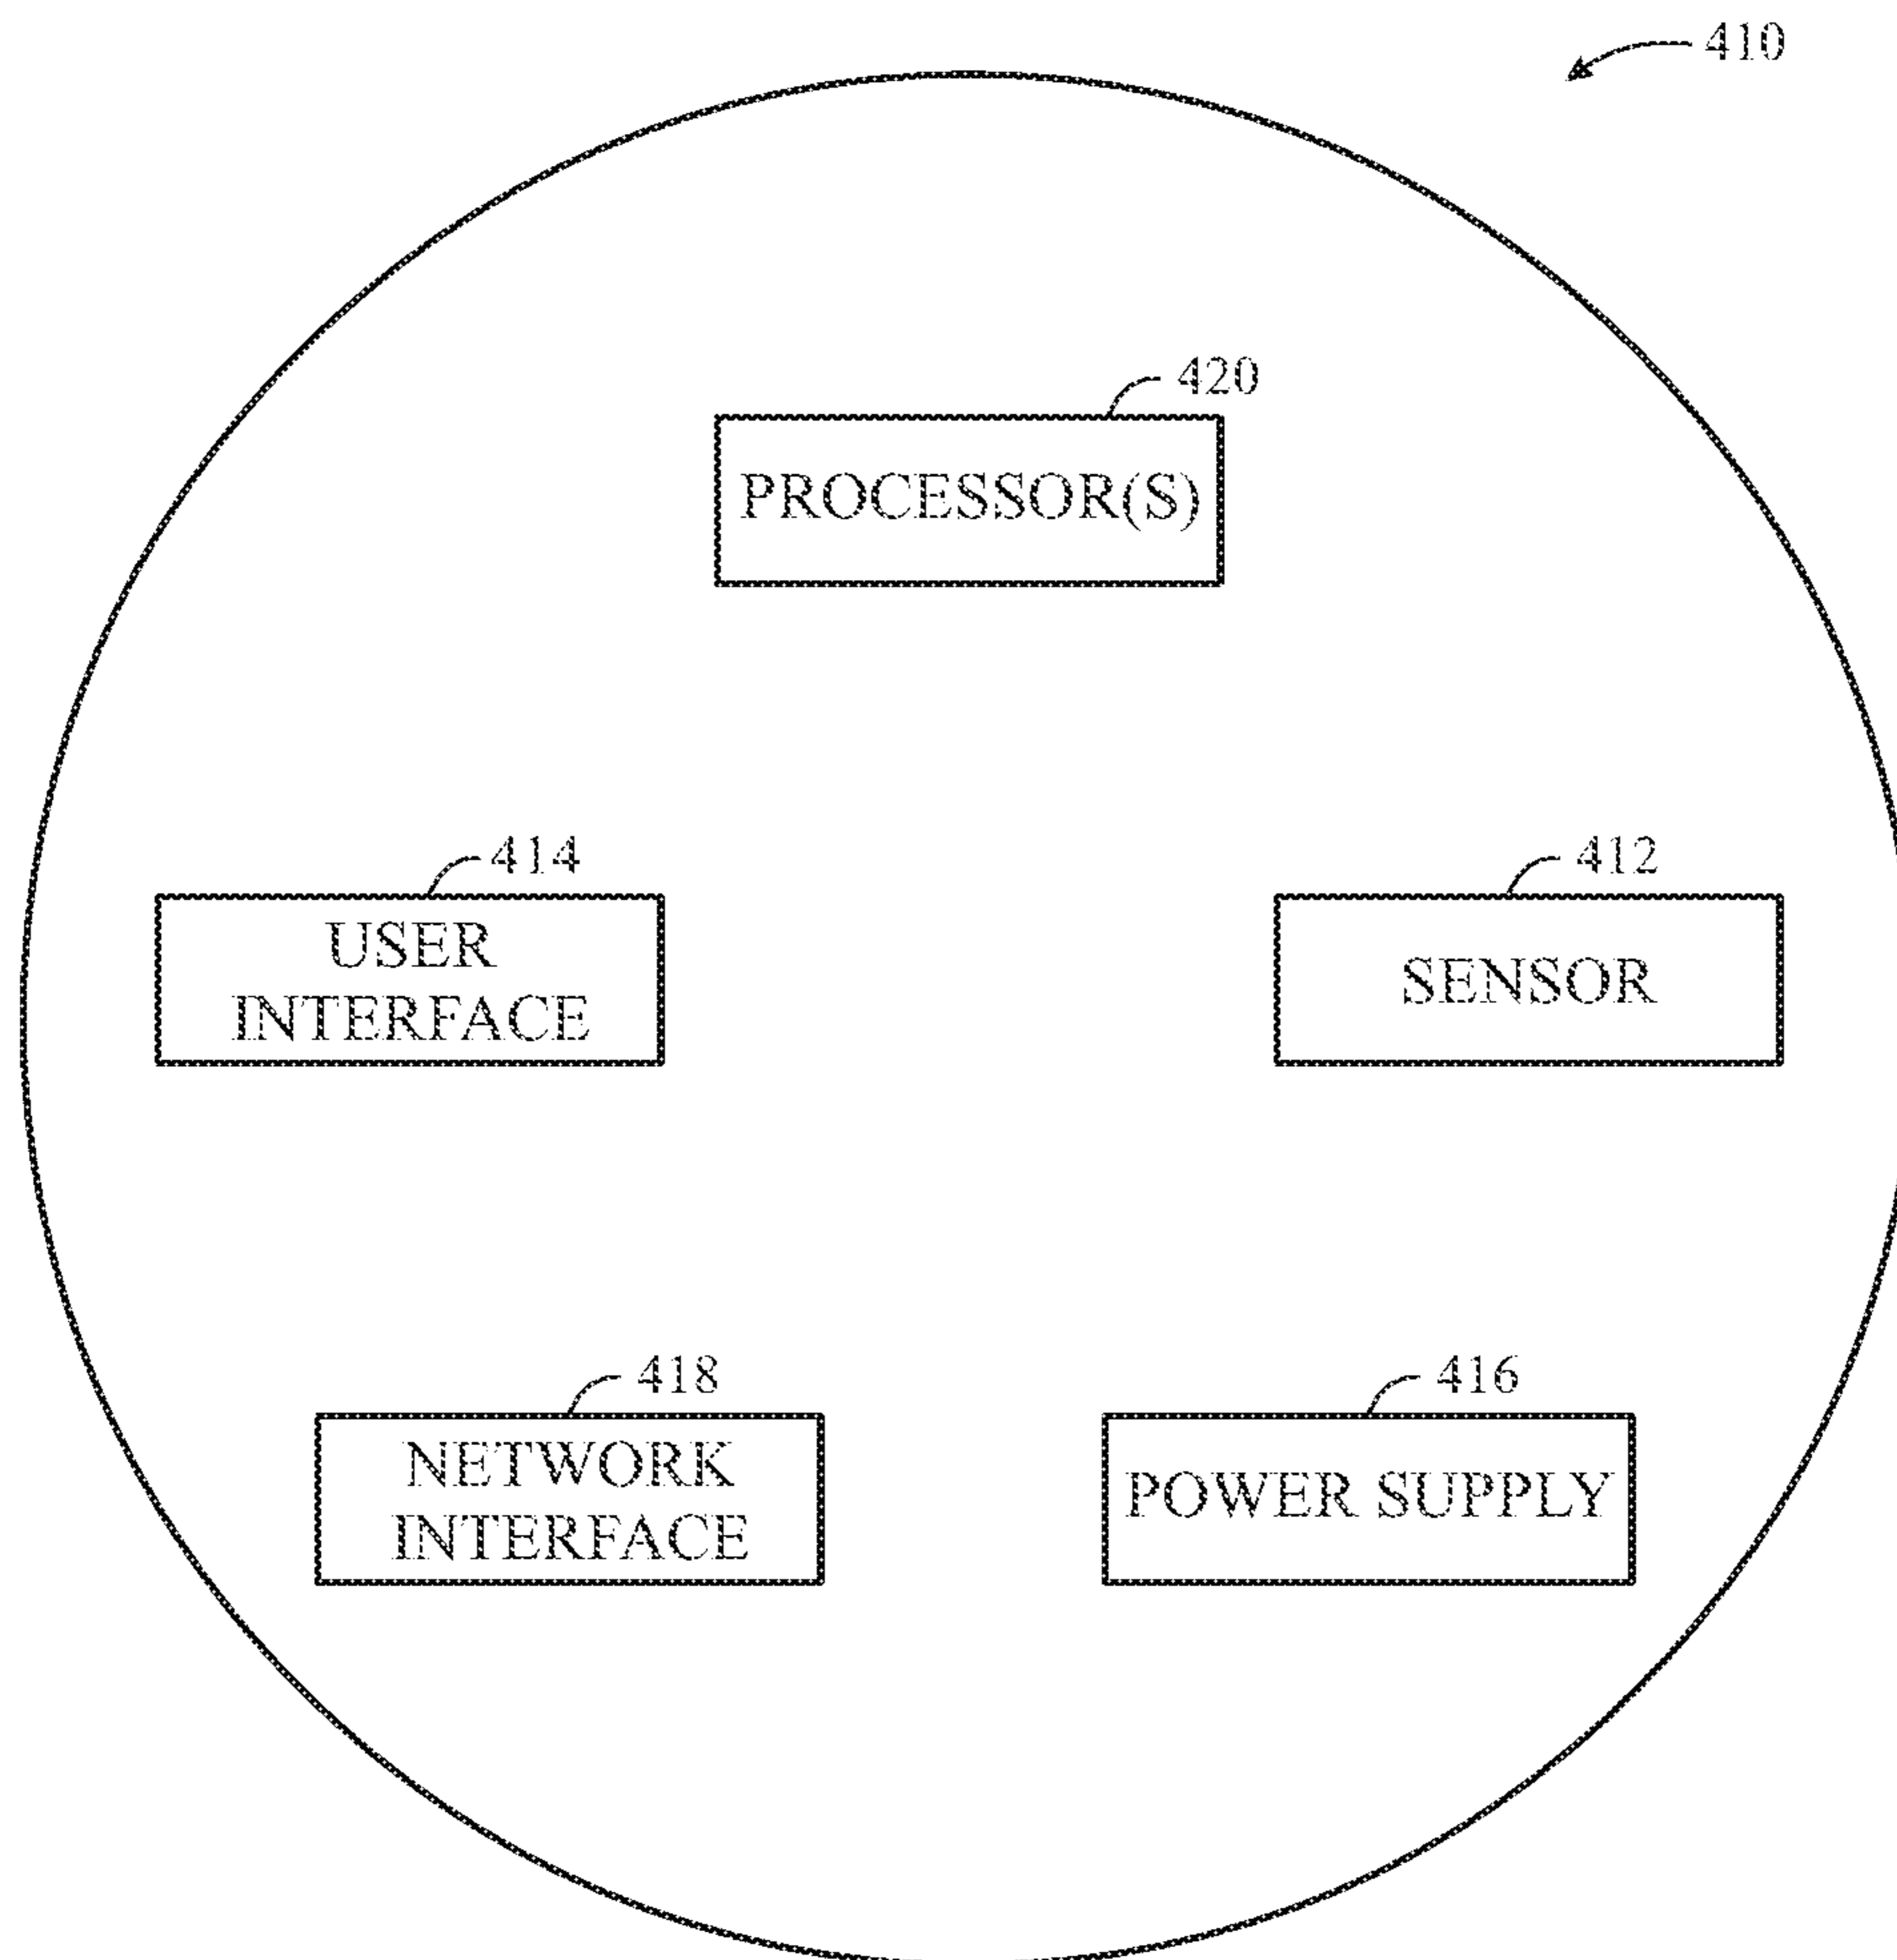 410
420
PROCESSOR(S)
414
USER
INTERFACE
412
SENSOR
418
NETWORK
INTERFACE
416
POWER SUPPLY